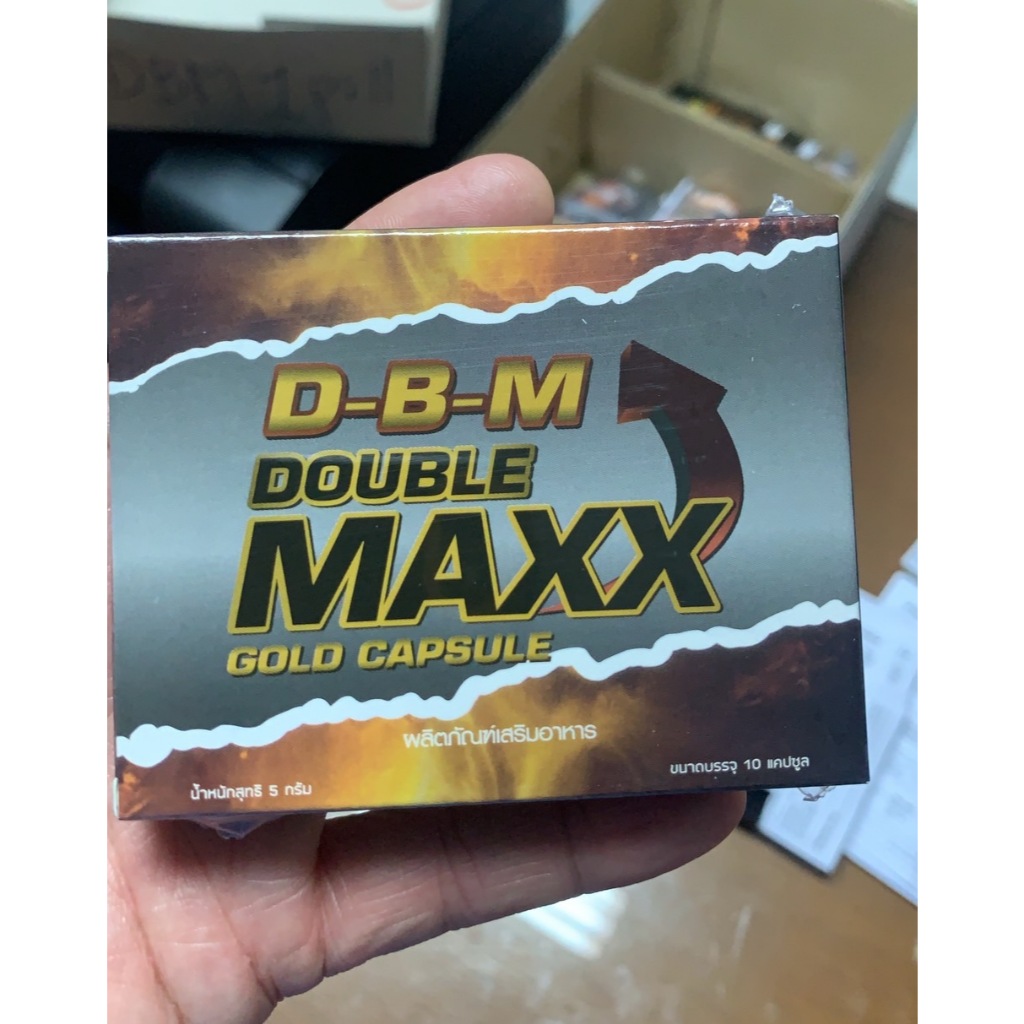 D-B-M
DOUBLE
MAXX
GOLD CAPSULE
ผลิตภัณฑ์เสริมอาหาร
น้ำหนักสุทธิ 5 กรัม
ขนาดบรรจุ 10 แคปซูล